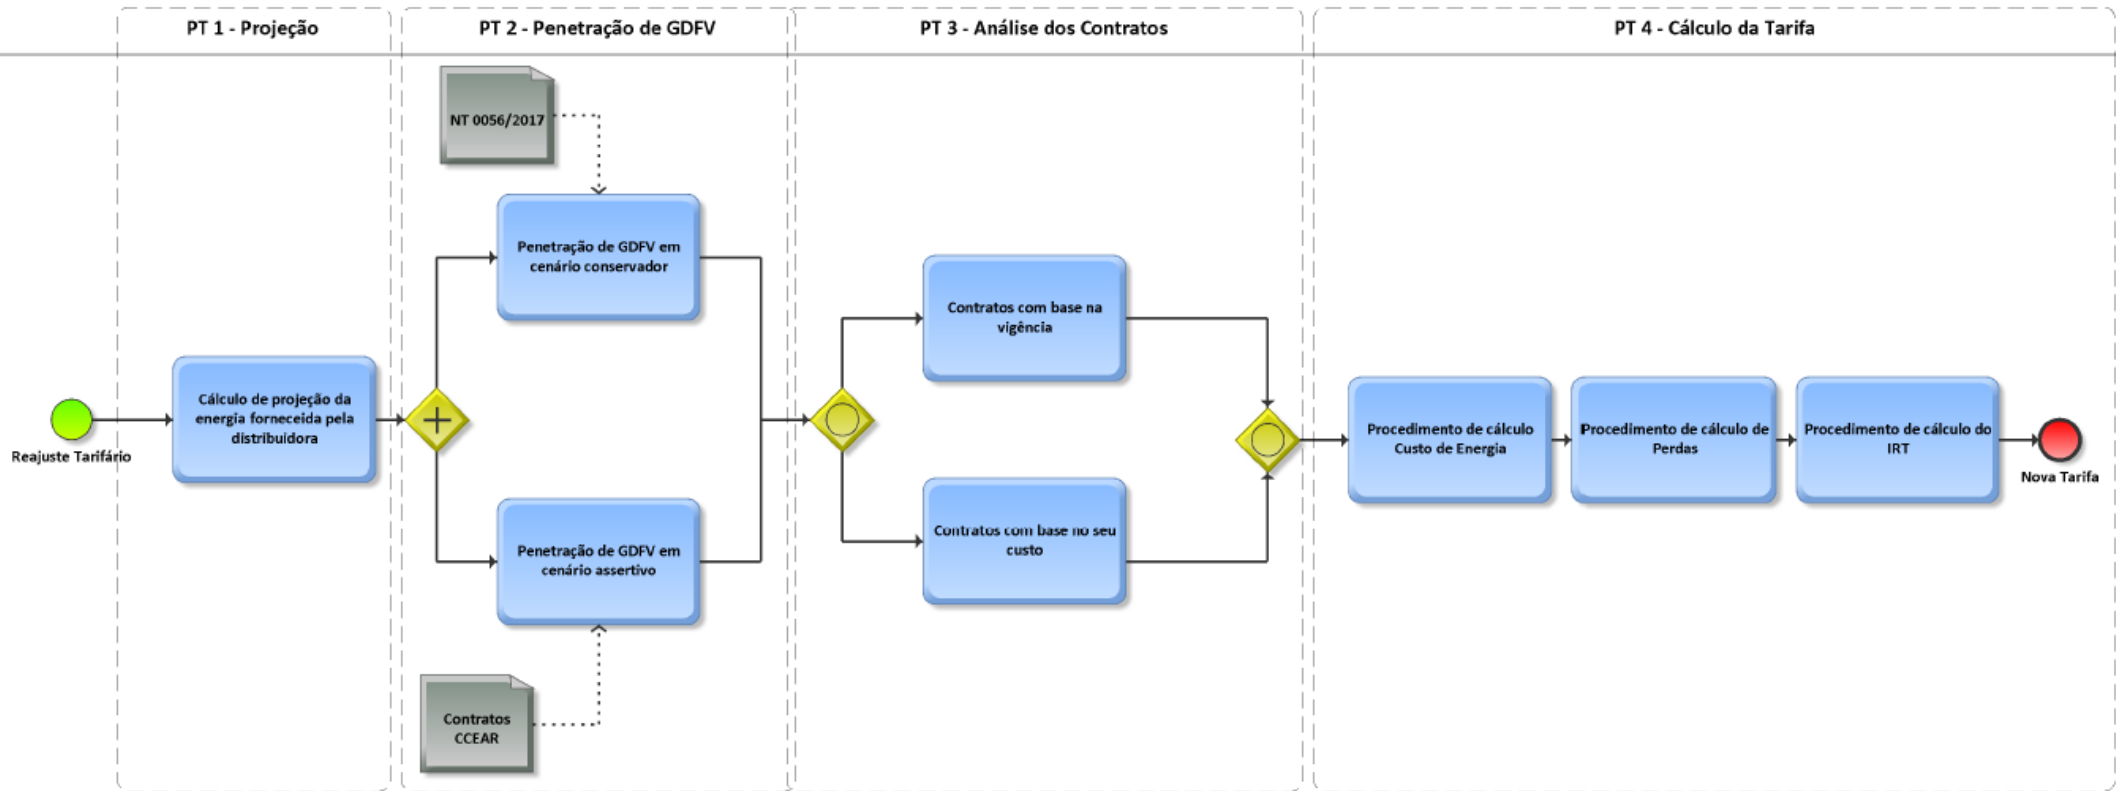 PT 1 - Projeção
PT 2 - Penetração de GDFV
PT 3 - Análise dos Contratos
PT 4 - Cálculo da Tarifa
NT 0056/2017
Penetração de GDFV em
cenário conservador
Contratos com base na
vigência
Reajuste Tarifário
Cálculo de projeção da
energia forneceida pela
distribuidora
Procedimento de cálculo
Custo de Energia
Procedimento de cálculo de
Perdas
Procedimento de cálculo do
IRT
Nova Tarifa
Penetração de GDFV em
cenário assertivo
Contratos com base no seu
custo
Contratos
CCEAR